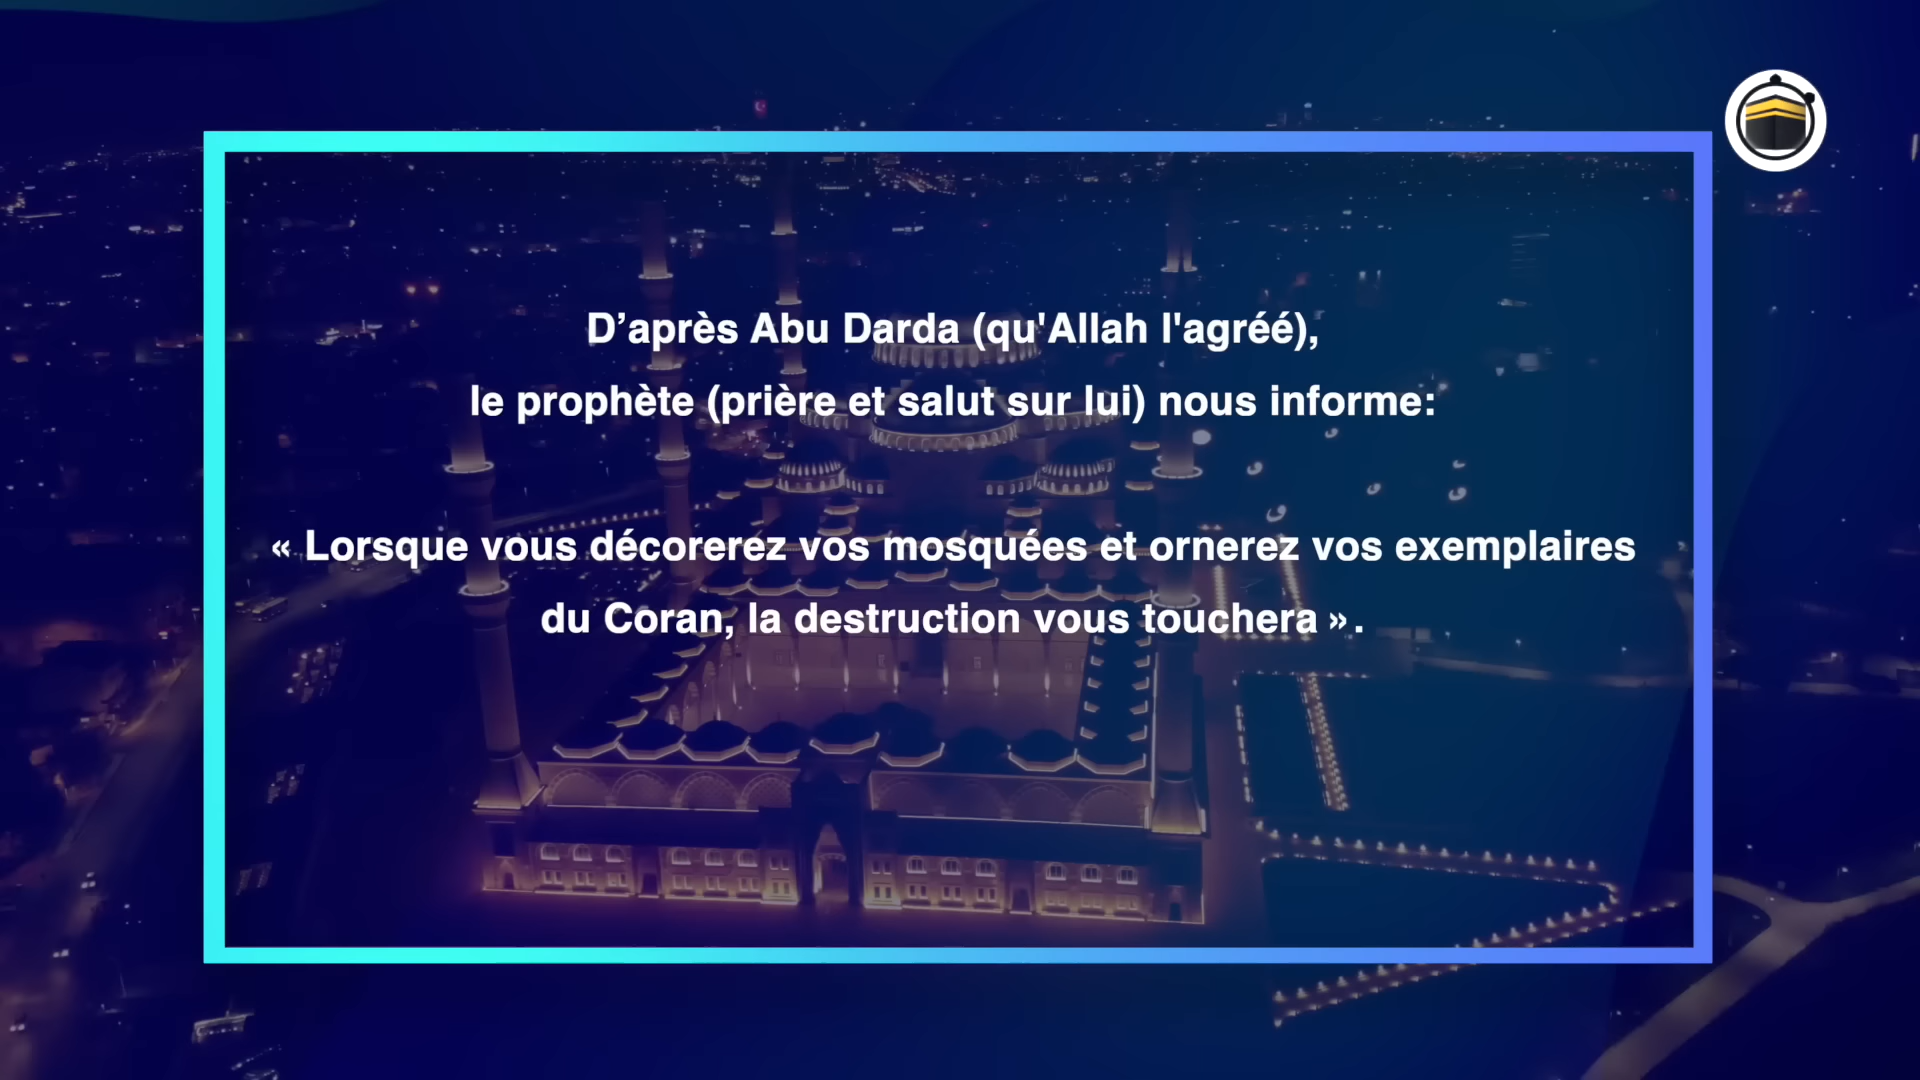 D’après Abu Darda (qu'Allah l'agréé),
le prophète (prière et salut sur lui) nous informe:
« Lorsque vous décorerez vos mosquées et ornerez vos exemplaires
du Coran, la destruction vous touchera ».